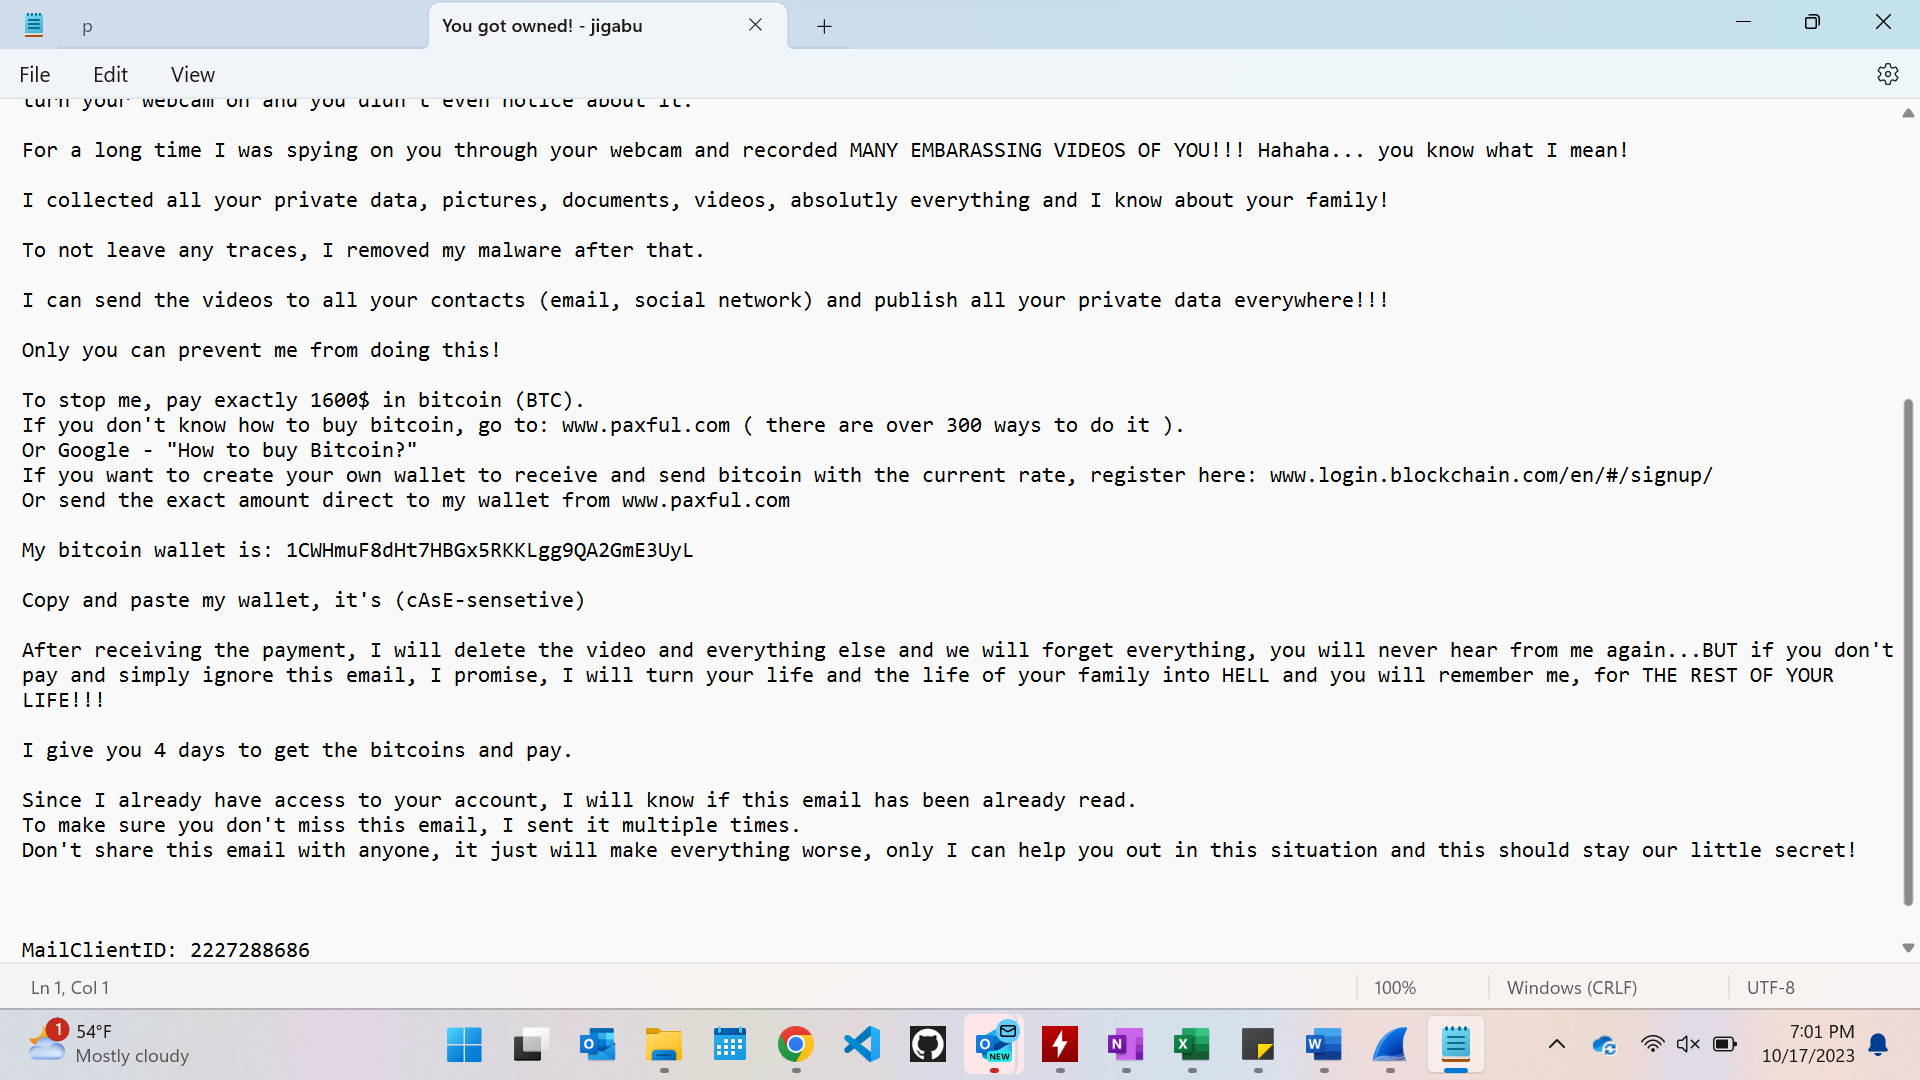 p
You got owned! - jigabu
File Edit View
turn your webcam on and you didn't even notice about it.
For a long time I was spying on you through your webcam and recorded MANY EMBARASSING VIDEOS OF YOU!!! Hahaha... you know what I mean!
I collected all your private data, pictures, documents, videos, absolutly everything and I know about your family!
To not leave any traces, I removed my malware after that.
I can send the videos to all your contacts (email, social network) and publish all your private data everywhere!!!
Only you can prevent me from doing this!
To stop me, pay exactly 1600$ in bitcoin (BTC).
If you don't know how to buy bitcoin, go to: www.paxful.com ( there are over 300 ways to do it ).
Or Google - "How to buy Bitcoin?"
If you want to create your own wallet to receive and send bitcoin with the current rate, register here: www.login.blockchain.com/en/#/signup/
Or send the exact amount direct to my wallet from www.paxful.com
My bitcoin wallet is: 1CWHmuF8dHt7HBGx5RKKLgg9QA2GmE3UyL
Copy and paste my wallet, it's (cAsE-sensetive)
After receiving the payment, I will delete the video and everything else and we will forget everything, you will never hear from me again...BUT if you don't
pay and simply ignore this email, I promise, I will turn your life and the life of your family into HELL and you will remember me, for THE REST OF YOUR
LIFE!!!
I give you 4 days to get the bitcoins and pay.
Since I already have access to your account, I will know if this email has been already read.
To make sure you don't miss this email, I sent it multiple times.
Don't share this email with anyone, it just will make everything worse, only I can help you out in this situation and this should stay our little secret!
MailClientID: 2227288686
Ln 1, Col 1 100% Windows (CRLF) UTF-8
1 54°F
Mostly cloudy
O O NEW N X W
7:01 PM
10/17/2023